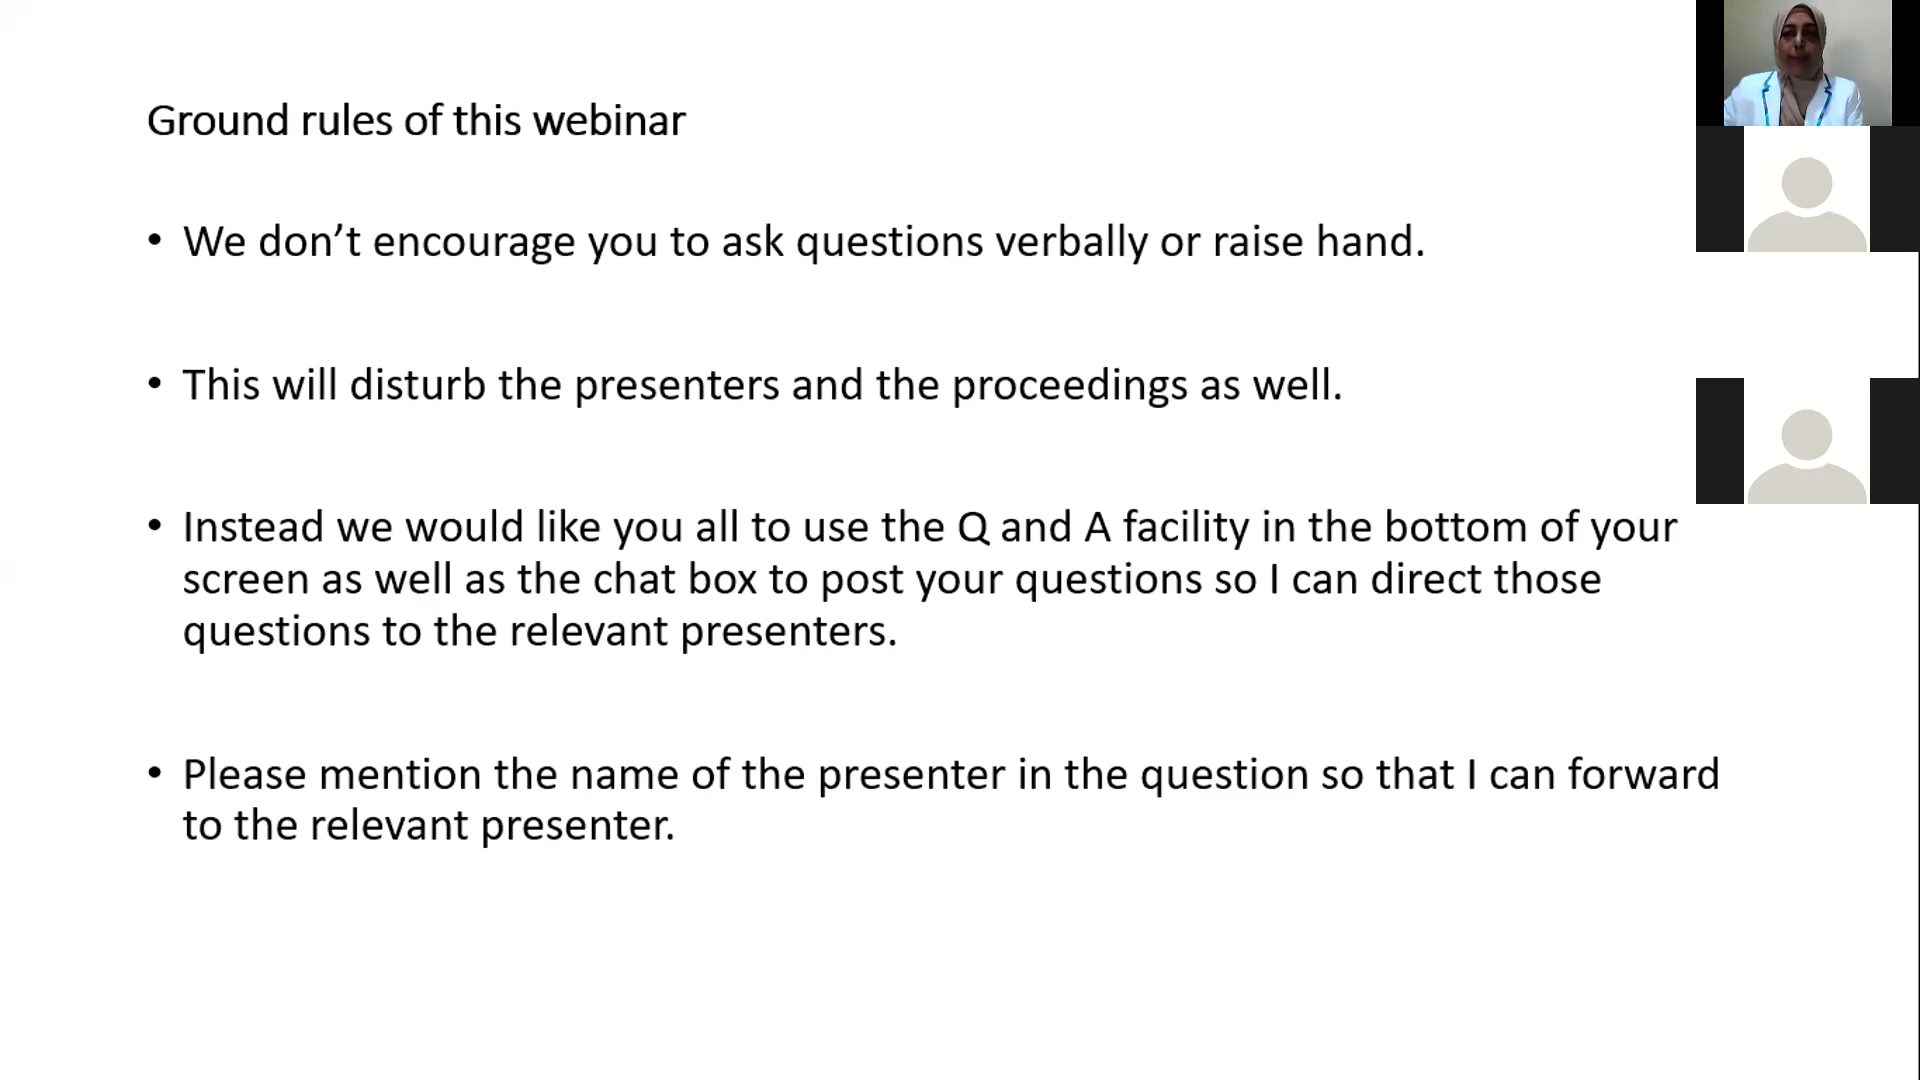 Ground rules of this webinar
• We don’t encourage you to ask questions verbally or raise hand.
• This will disturb the presenters and the proceedings as well.
• Instead we would like you all to use the Q and A facility in the bottom of your
screen as well as the chat box to post your questions so I can direct those
questions to the relevant presenters.
• Please mention the name of the presenter in the question so that I can forward
to the relevant presenter.